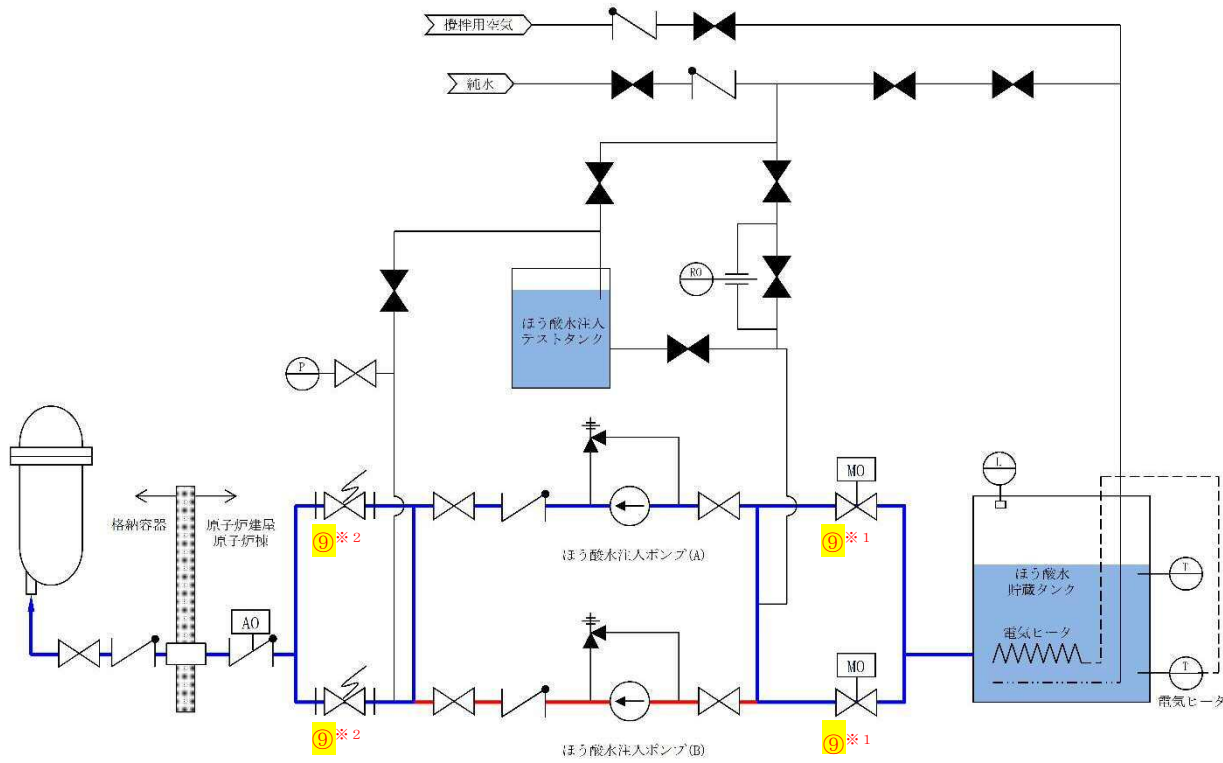 攪拌用空気
純水
RO
ほう酸水注入
テストタンク
P
L
MO
格納容器
原子炉建屋
原子炉棟
⑨※2
ほう酸水注入ポンプ(A)
⑨※1
ほう酸水
貯蔵タンク
T
AO
電気ヒータ
MO
T
電気ヒータ
⑨※2
ほう酸水注入ポンプ(B)
⑨※1